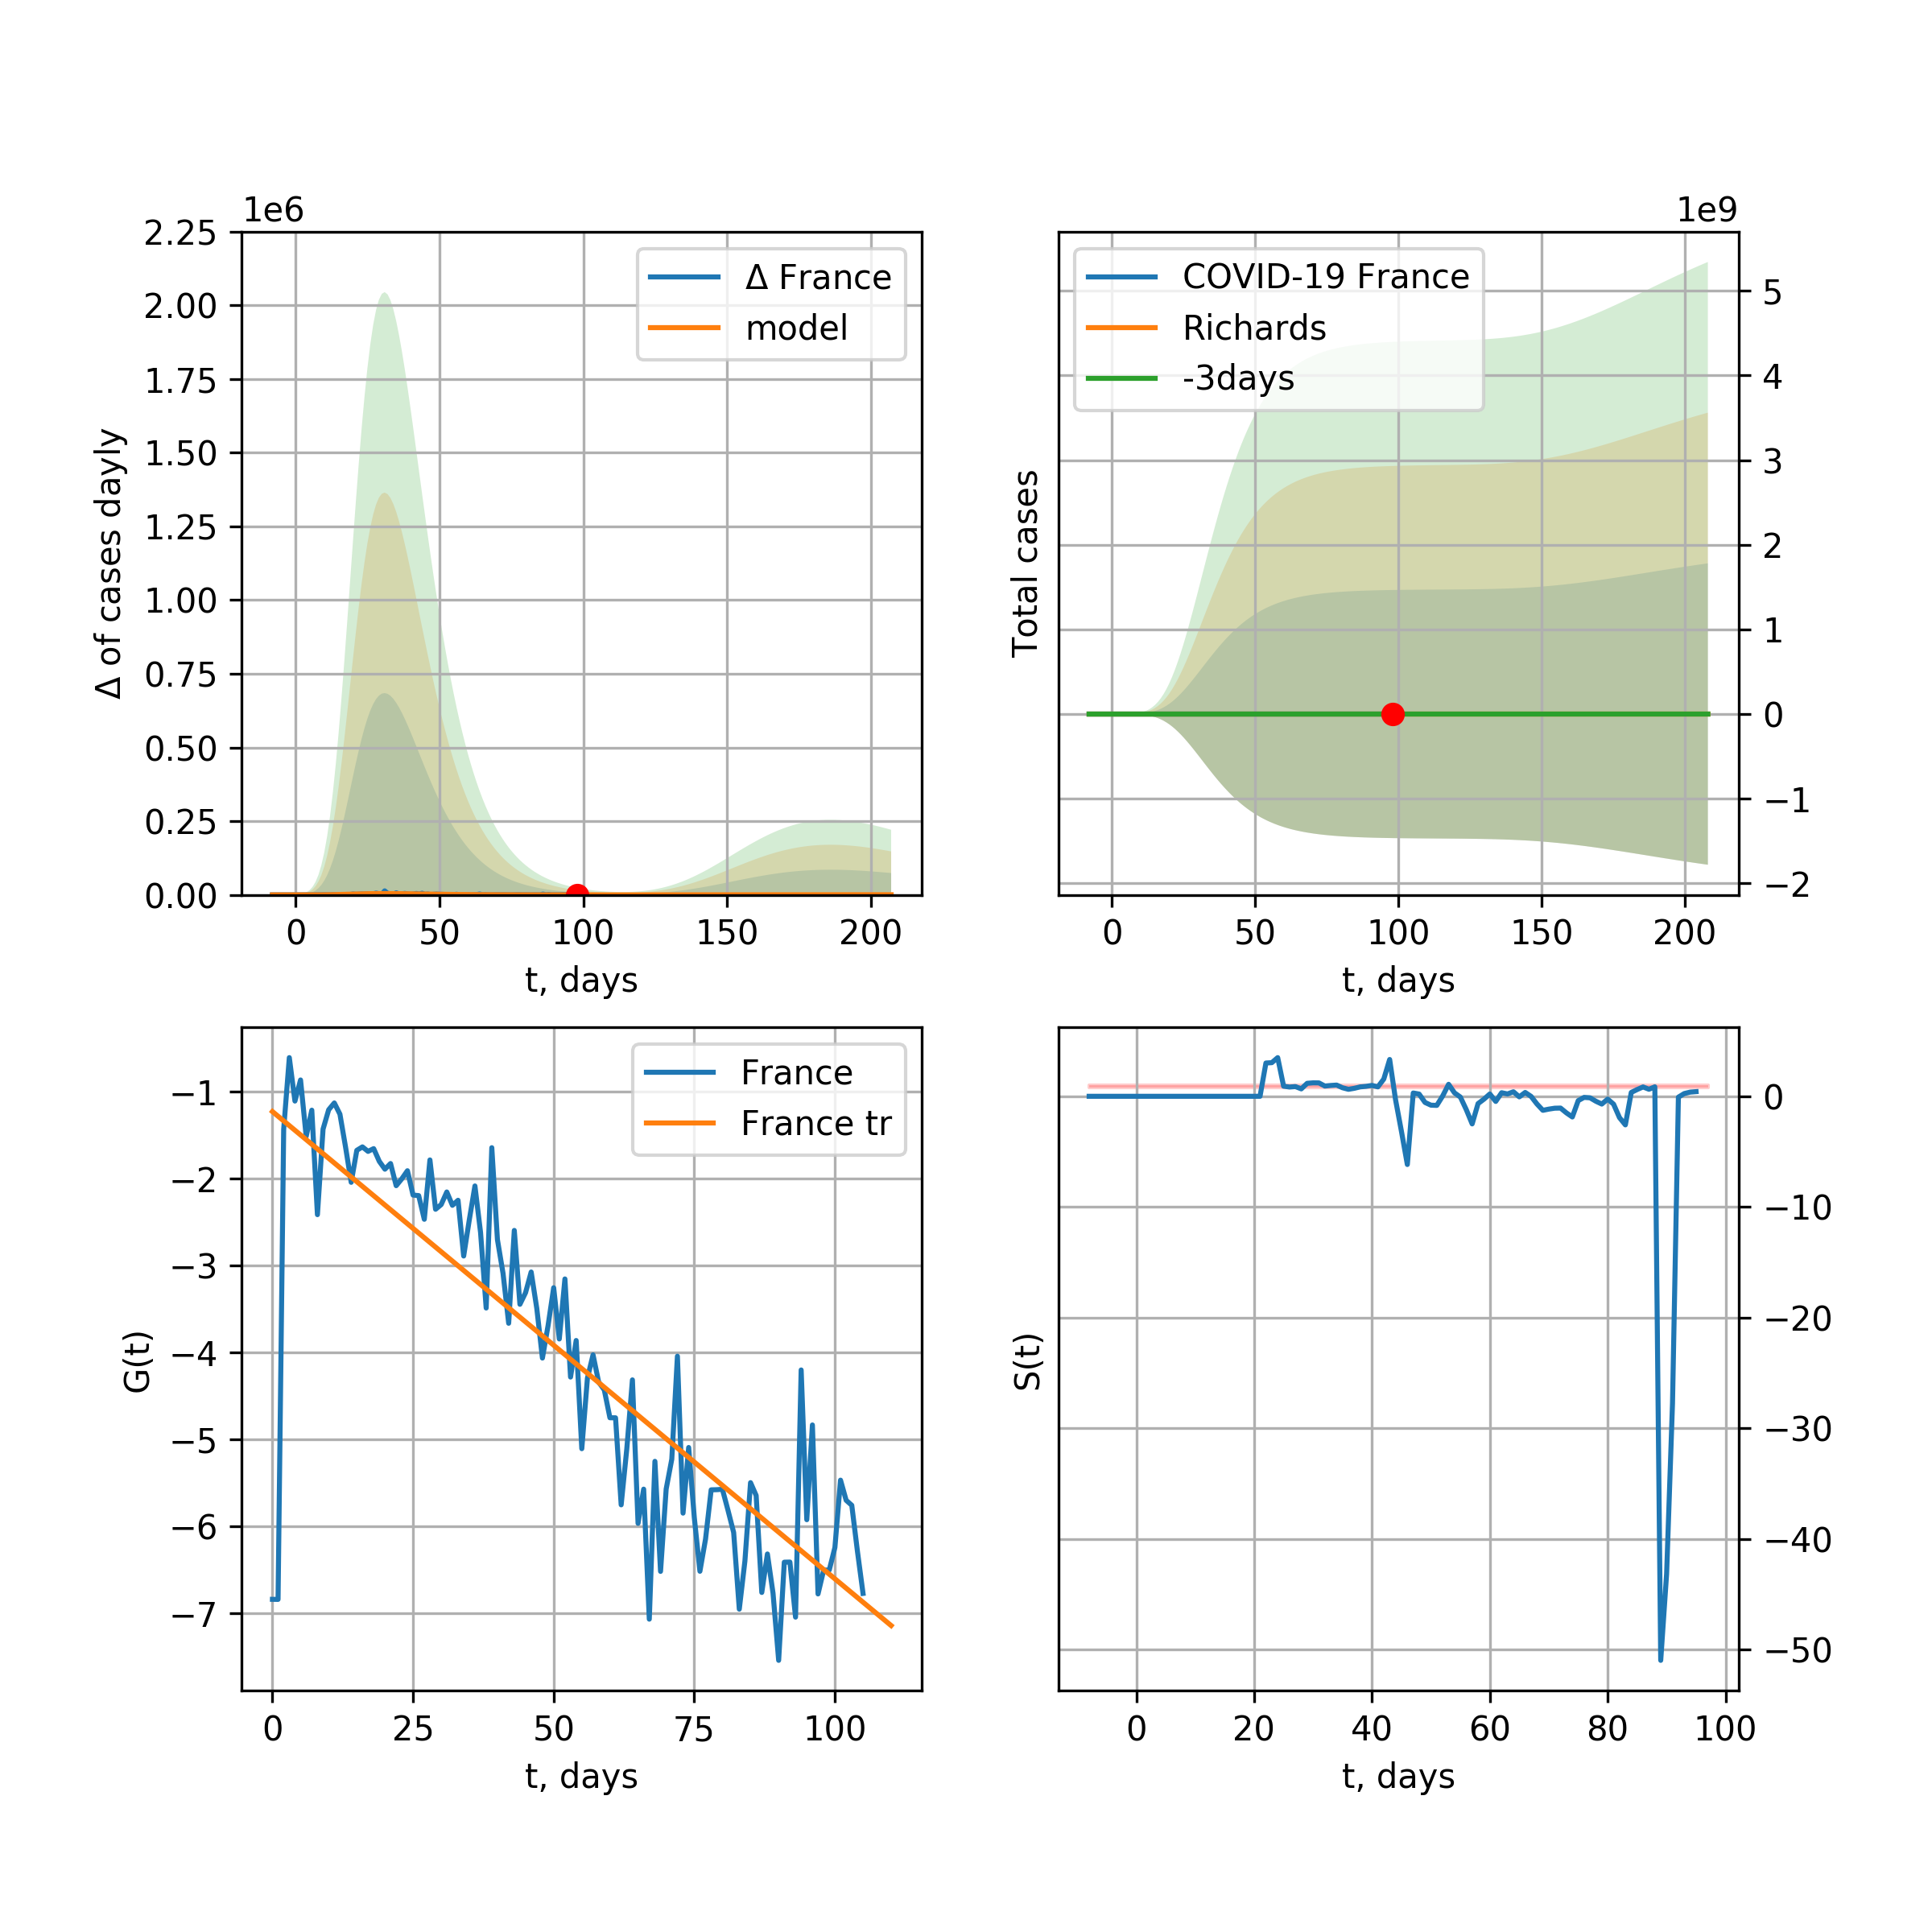 1e6
2.25
2.00
1.75
1.50
1.25
1.00
0.75
0.50
0.25
0.00
Δ of cases dayly
Δ France
model
0 50 100 150 200
t, days
1e9
COVID-19 France
Richards
-3days
Total cases
5
4
3
2
1
0
−1
−2
0 50 100 150 200
t, days
−1
−2
−3
−4
−5
−6
−7
G(t)
France
France tr
0 25 50 75 100
t, days
S(t)
0
−10
−20
−30
−40
−50
0 20 40 60 80 100
t, days